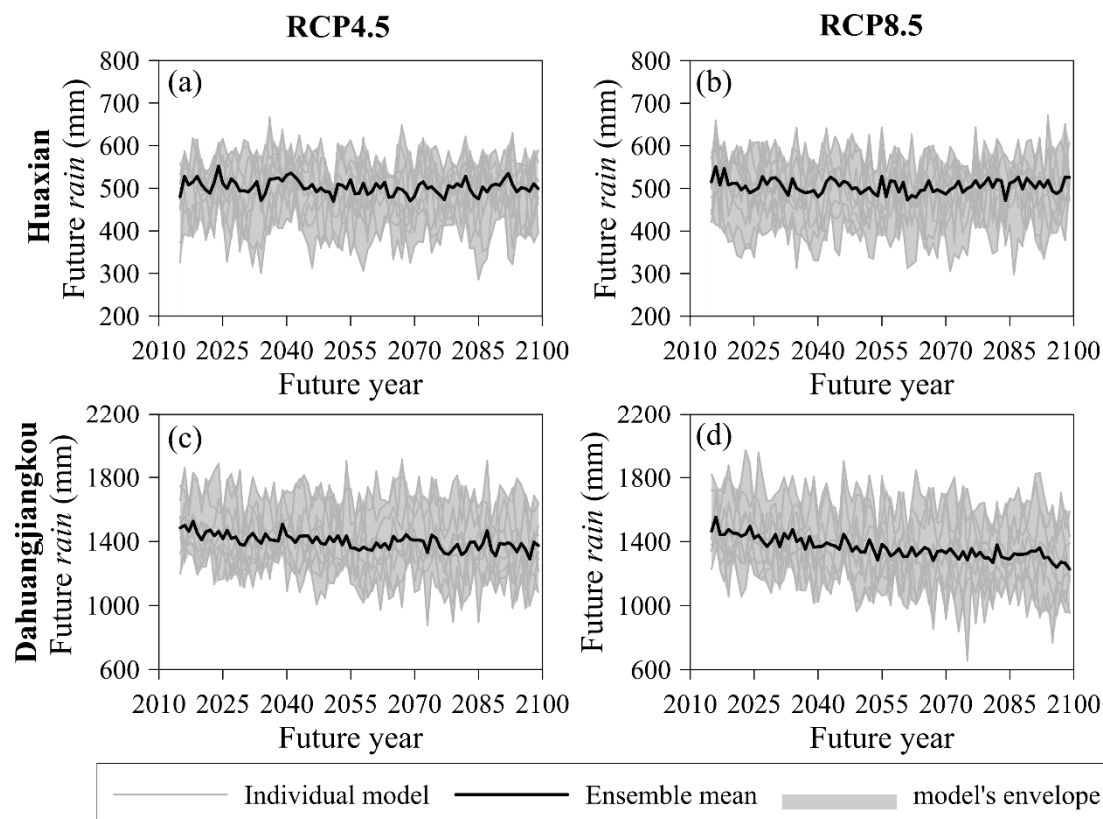 RCP4.5
RCP8.5
Huaxian
Future rain (mm)
800
700
600
500
400
300
200
(a)
2010 2025 2040 2055 2070 2085 2100
Future year
Future rain (mm)
800
700
600
500
400
300
200
(b)
2010 2025 2040 2055 2070 2085 2100
Future year
Dahuangjiangkou
Future rain (mm)
2200
1800
1400
1000
600
(c)
2010 2025 2040 2055 2070 2085 2100
Future year
Future rain (mm)
2200
1800
1400
1000
600
(d)
2010 2025 2040 2055 2070 2085 2100
Future year
Individual model
Ensemble mean
model's envelope